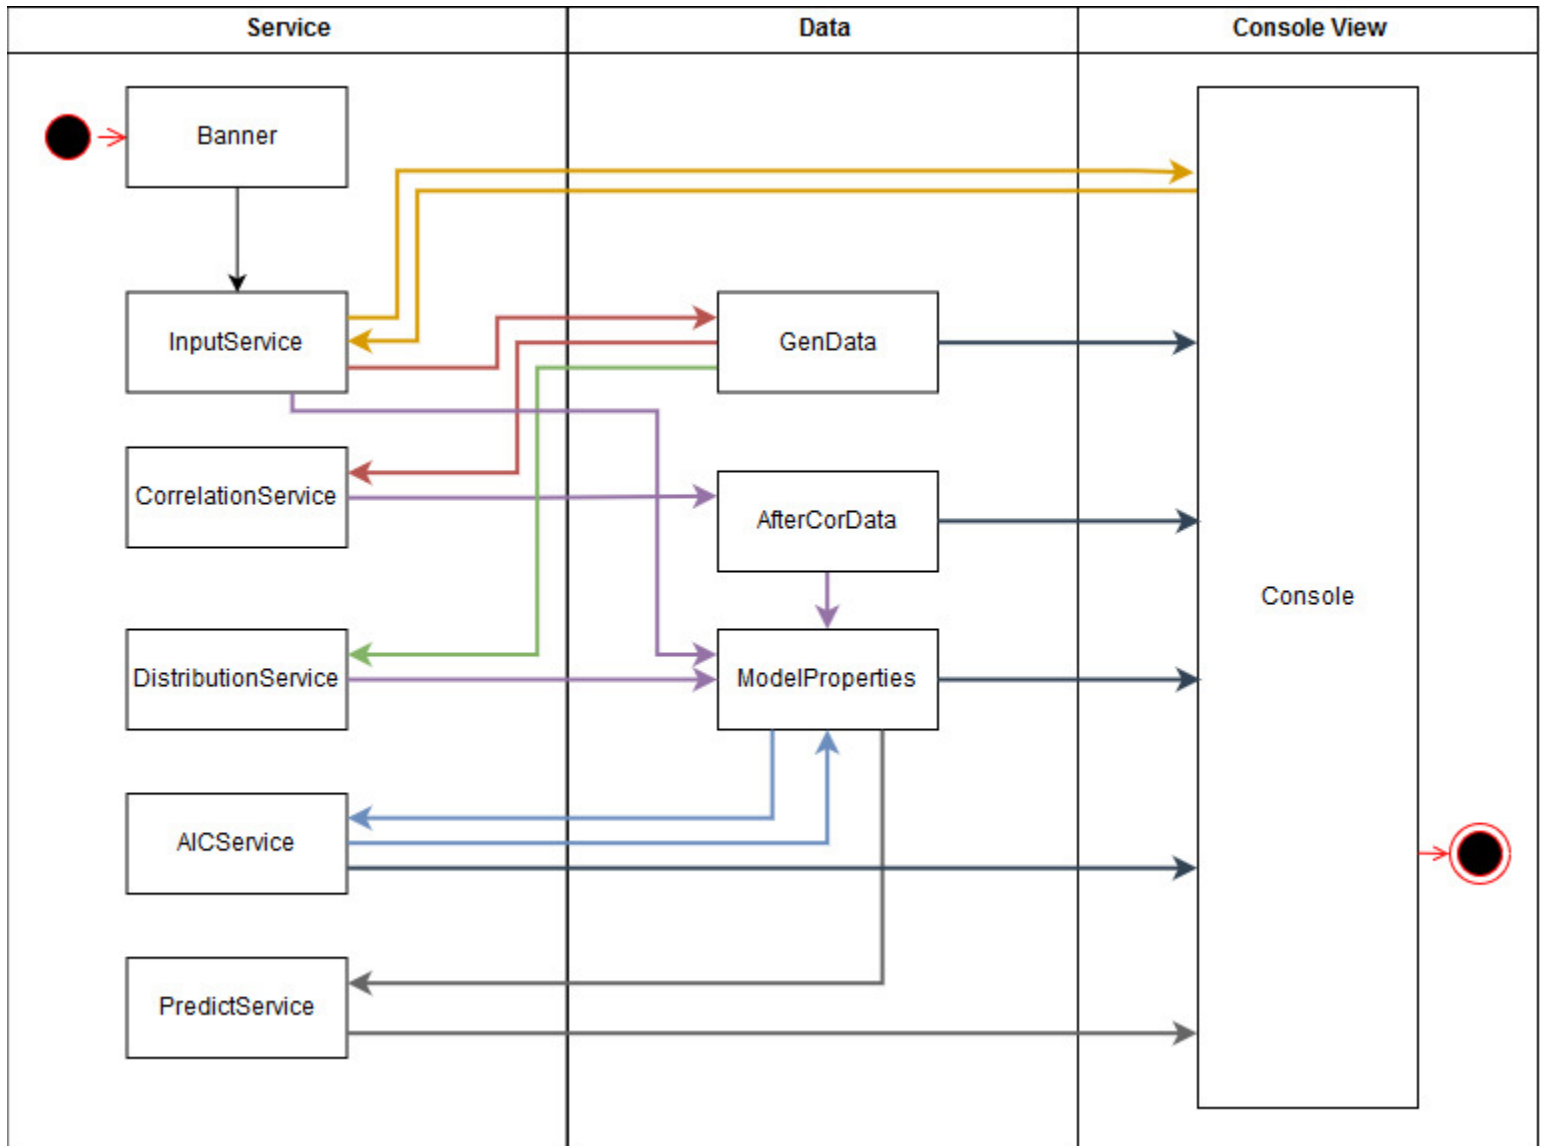 Service
Data
Console View
Banner
InputService
GenData
CorrelationService
AfterCorData
Console
DistributionService
ModelProperties
AICService
PredictService